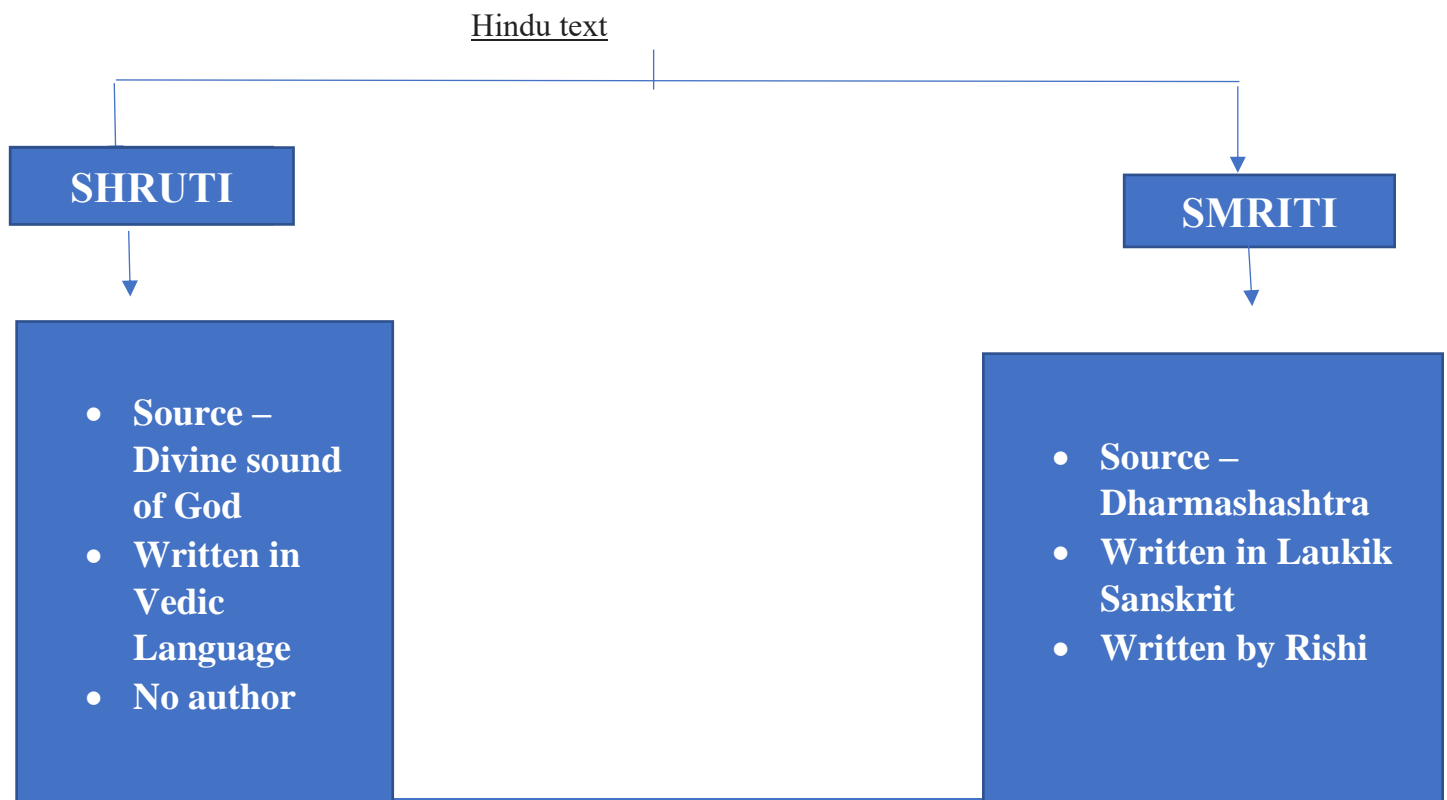 Hindu text
SHRUTI
SMRITI
• Source –
Divine sound
of God
• Written in
Vedic
Language
• No author
• Source –
Dharmashashtra
• Written in Laukik
Sanskrit
• Written by Rishi